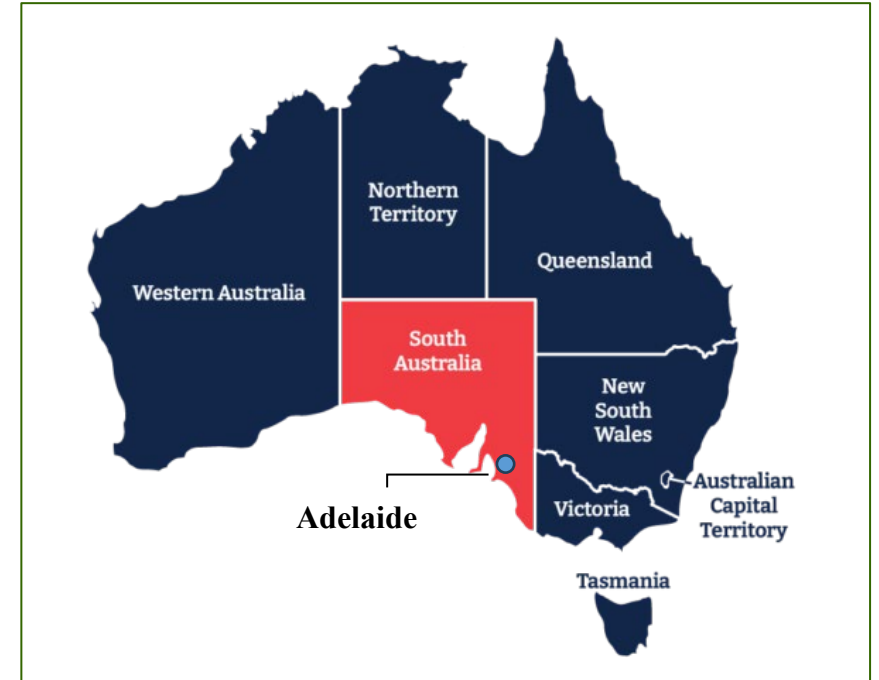 Northern
Territory
Queensland
Western Australia
South
Australia
New
South
Wales
Australian
Capital
Territory
Victoria
Adelaide
Tasmania